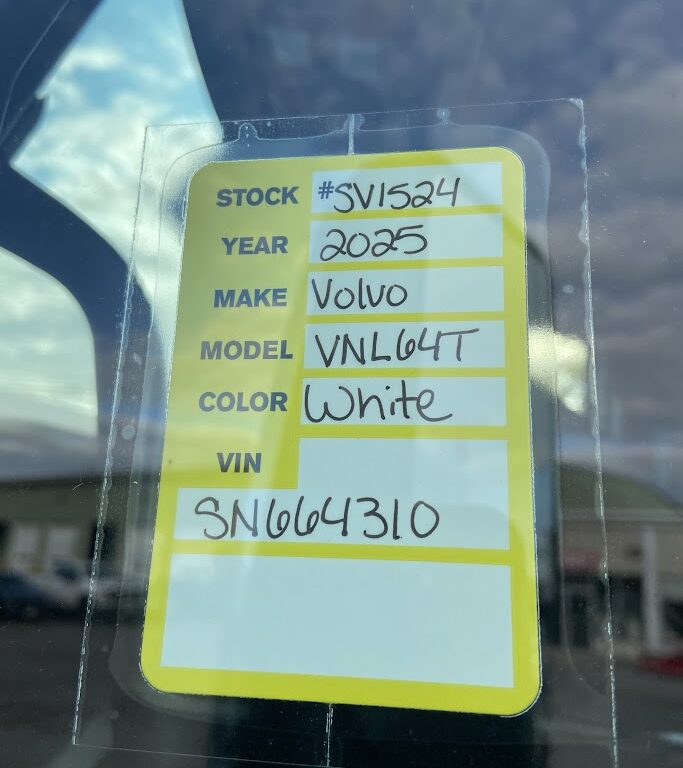 STOCK #SV1524
YEAR 2025
MAKE Volvo
MODEL VNL64T
COLOR White
VIN
SN664310